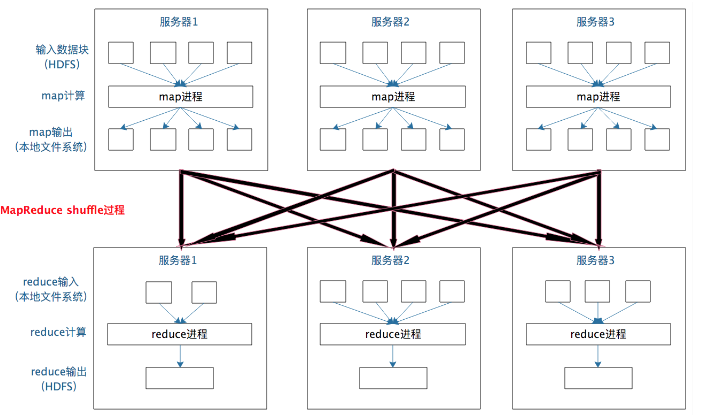 服务器1
服务器2
服务器3
输入数据块
(HDFS)
map计算
map进程
map进程
map进程
map输出
(本地文件系统)
MapReduce shuffle过程
服务器1
服务器2
服务器3
reduce输入
(本地文件系统)
reduce计算
reduce进程
reduce进程
reduce进程
reduce输出
(HDFS)